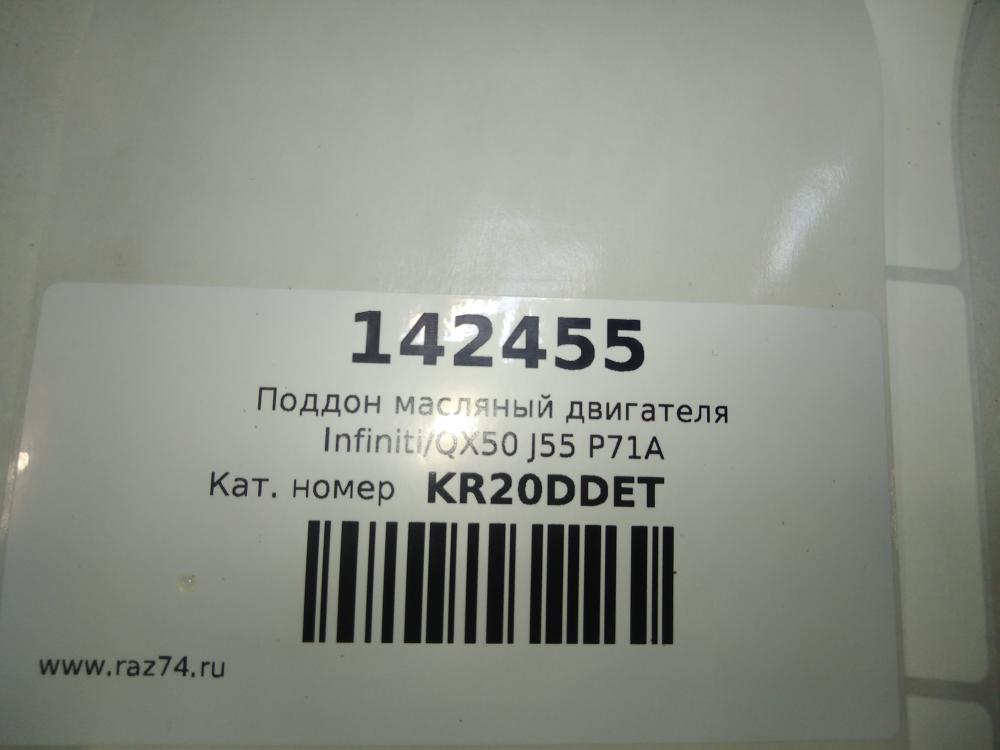 142455
Поддон масляный двигателя
Infiniti/QX50 J55 P71A
Кат. номер KR20DDET
www.raz74.ru